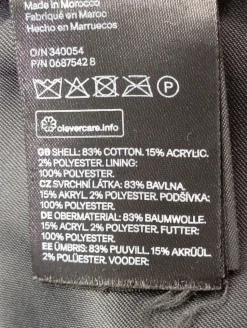 Made in Morocco
Fabriqué en Maroc
Hecho en Marruecos
O/N 340054
P/N 0687542 8
P
clevercare.info
GB SHELL: 83% COTTON. 15% ACRYLIC.
2% POLYESTER. LINING:
100% POLYESTER.
CZ SVRCHNÍ LÁTKA: 83% BAVLNA.
15% AKRYL. 2% POLYESTER. PODŠÍVKA:
100% POLYESTER.
DE OBERMATERIAL: 83% BAUMWOLLE.
15% ACRYL. 2% POLYESTER. FUTTER:
100% POLYESTER.
EE ÜMBRIS: 83% PUUVILL. 15% AKRÜÜL.
2% POLÜESTER. VOODER: